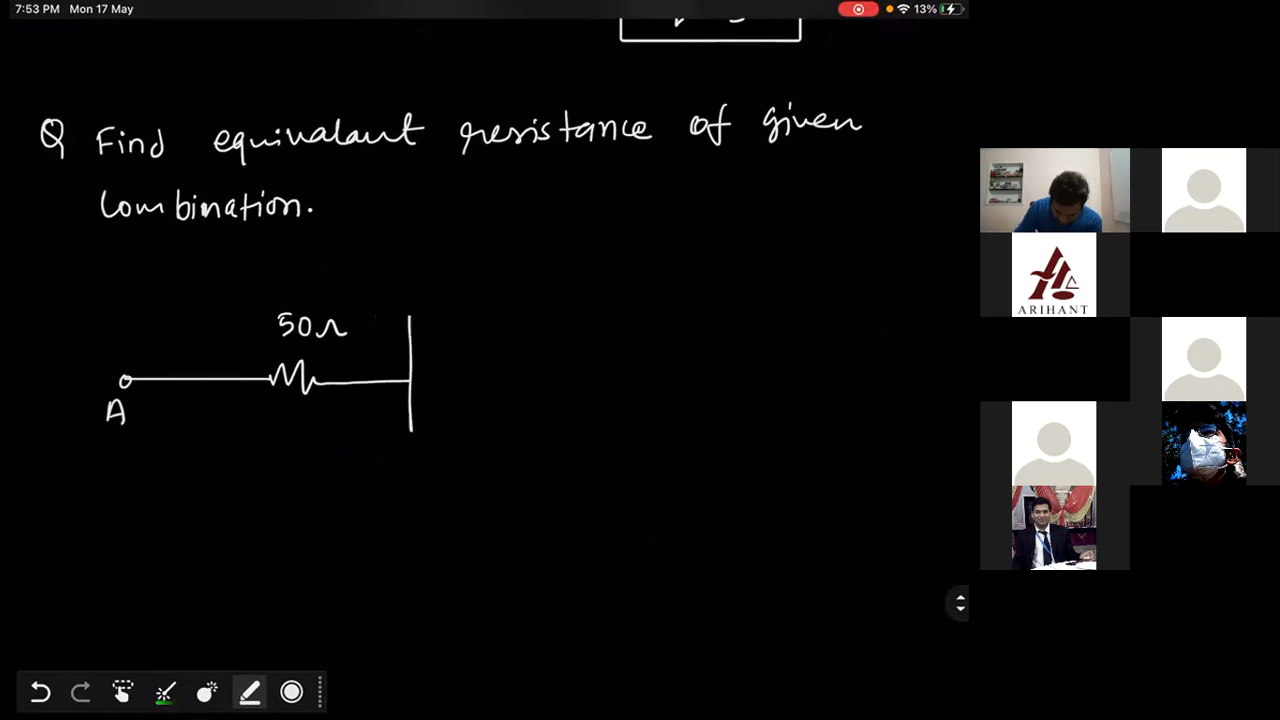 7:53 PM Mon 17 May
13%
Q Find equivalant resistance of given
combination.
50Ω
A
ARIHANT